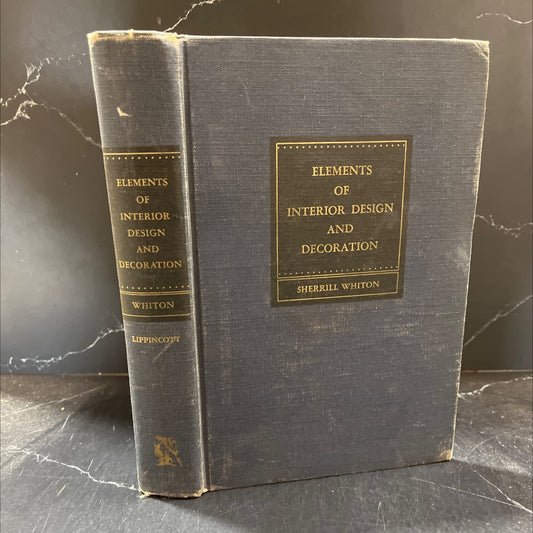 ELEMENTS
OF
INTERIOR
DESIGN
AND
DECORATION
WHITON
LIPPINCOTT
ELEMENTS
OF
INTERIOR DESIGN
AND
DECORATION
SHERRILL WHITON